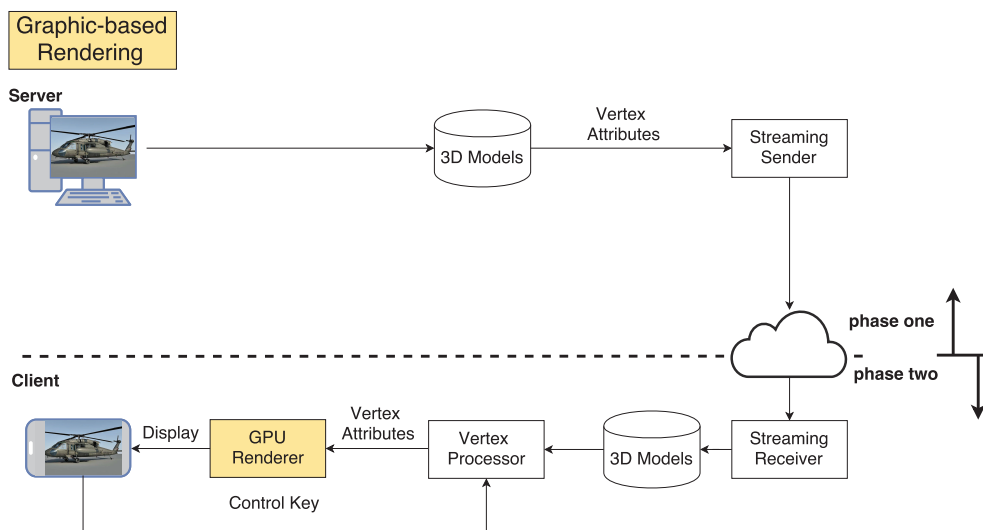 Graphic-based
Rendering
Server
3D Models
Vertex
Attributes
Streaming
Sender
phase one
phase two
Client
Display
GPU
Renderer
Vertex
Attributes
Vertex
Processor
3D Models
Streaming
Receiver
Control Key